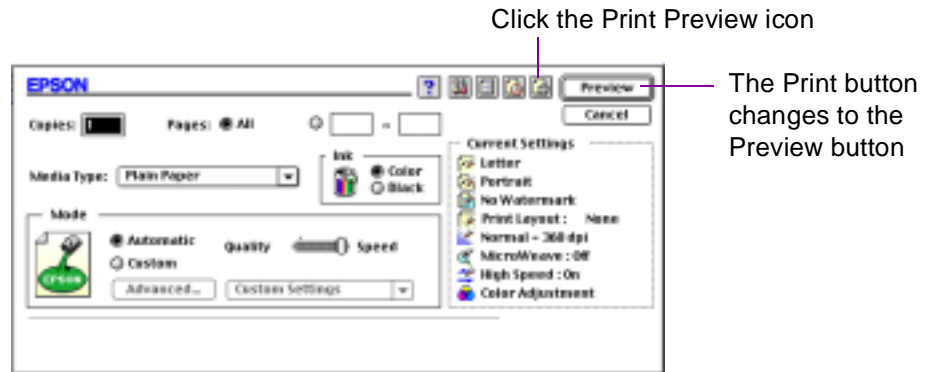 Click the Print Preview icon
EPSON
?
Preview
The Print button
changes to the
Preview button
Cancel
Copies: 1
Pages: All
-
Current Settings
Letter
Portrait
No Watermark
Print Layout : None
Normal - 360 dpi
MicroWeave : Off
High Speed : On
Color Adjustment
Media Type: Plain Paper
Ink
Color
Black
Mode
Automatic
Quality
Speed
Custom
Advanced...
Custom Settings
EPSON